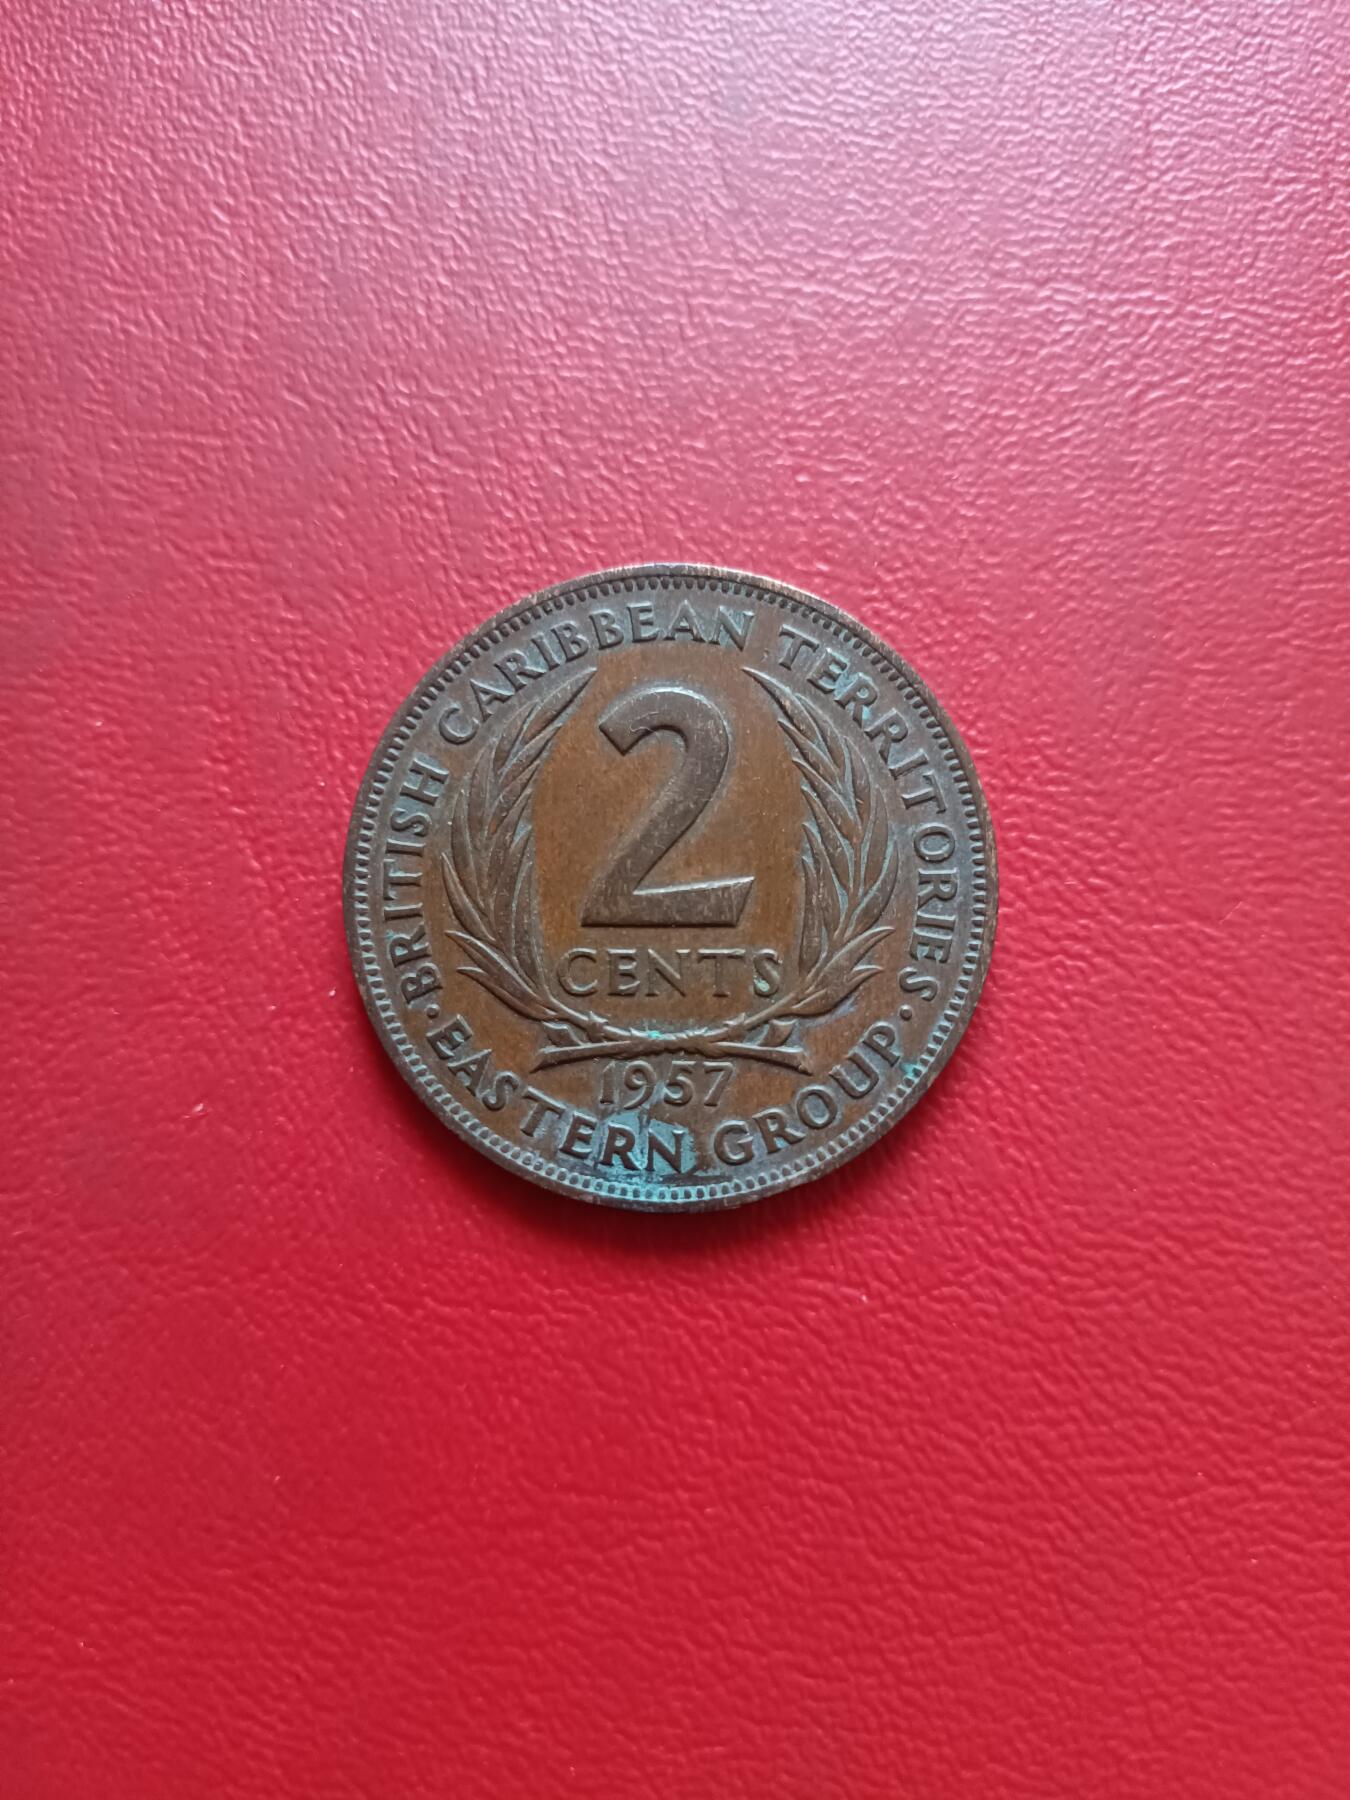 BRITISH CARIBBEAN TERRITORIES
2
CENTS
1957
· EASTERN GROUP ·